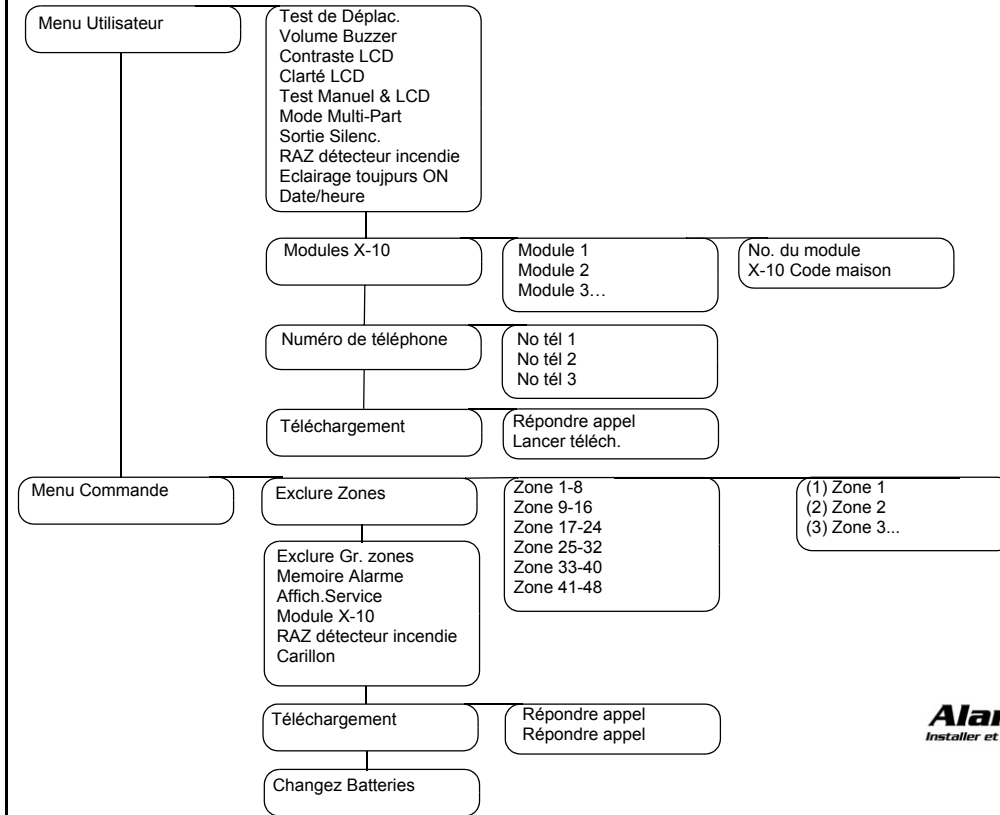 Menu Utilisateur
Test de Déplac.
Volume Buzzer
Contraste LCD
Clarté LCD
Test Manuel & LCD
Mode Multi-Part
Sortie Silenc.
RAZ détecteur incendie
Eclairage toujpurs ON
Date/heure
Modules X-10
Module 1
Module 2
Module 3…
No. du module
X-10 Code maison
Numéro de téléphone
No tél 1
No tél 2
No tél 3
Téléchargement
Répondre appel
Lancer téléch.
Menu Commande
Exclure Zones
Zone 1-8
Zone 9-16
Zone 17-24
Zone 25-32
Zone 33-40
Zone 41-48
(1) Zone 1
(2) Zone 2
(3) Zone 3...
Exclure Gr. zones
Memoire Alarme
Affich.Service
Module X-10
RAZ détecteur incendie
Carillon
Téléchargement
Répondre appel
Répondre appel
Changez Batteries
Installer et